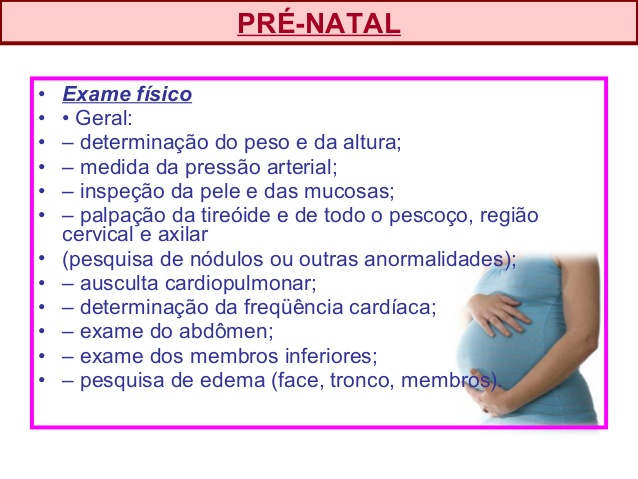 PRÉ-NATAL
• Exame físico
• • Geral:
• – determinação do peso e da altura;
• – medida da pressão arterial;
• – inspeção da pele e das mucosas;
• – palpação da tireóide e de todo o pescoço, região
cervical e axilar
• (pesquisa de nódulos ou outras anormalidades);
• – ausculta cardiopulmonar;
• – determinação da freqüência cardíaca;
• – exame do abdômen;
• – exame dos membros inferiores;
• – pesquisa de edema (face, tronco, membros).